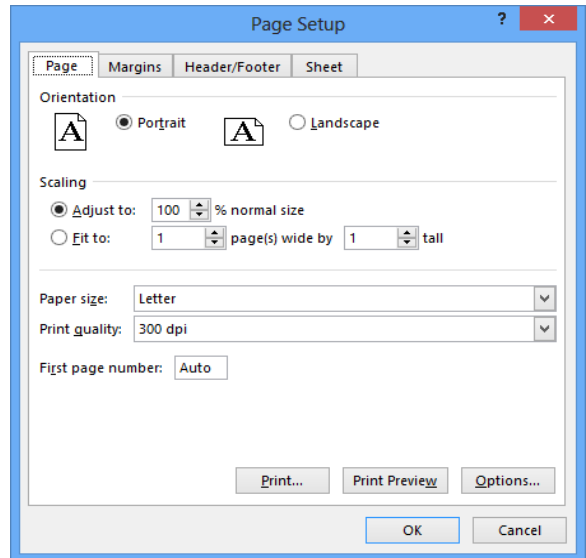 Page Setup ?
Page Margins Header/Footer Sheet
Orientation
A Portrait A Landscape
Scaling
Adjust to: 100 % normal size
Fit to: 1 page(s) wide by 1 tall
Paper size: Letter
Print quality: 300 dpi
First page number: Auto
Print... Print Preview Options...
OK Cancel